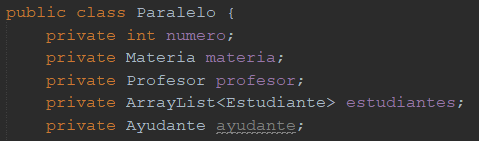 public class Paralelo {
    private int numero;
    private Materia materia;
    private Profesor profesor;
    private ArrayList<Estudiante> estudiantes;
    private Ayudante ayudante;